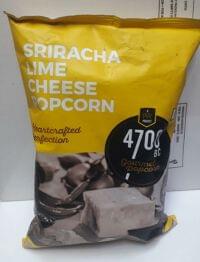 SRIRACHA
LIME
CHEESE
POPCORN
Heartcrafted
Perfection
4700
BC
Gourmet
Popcorn